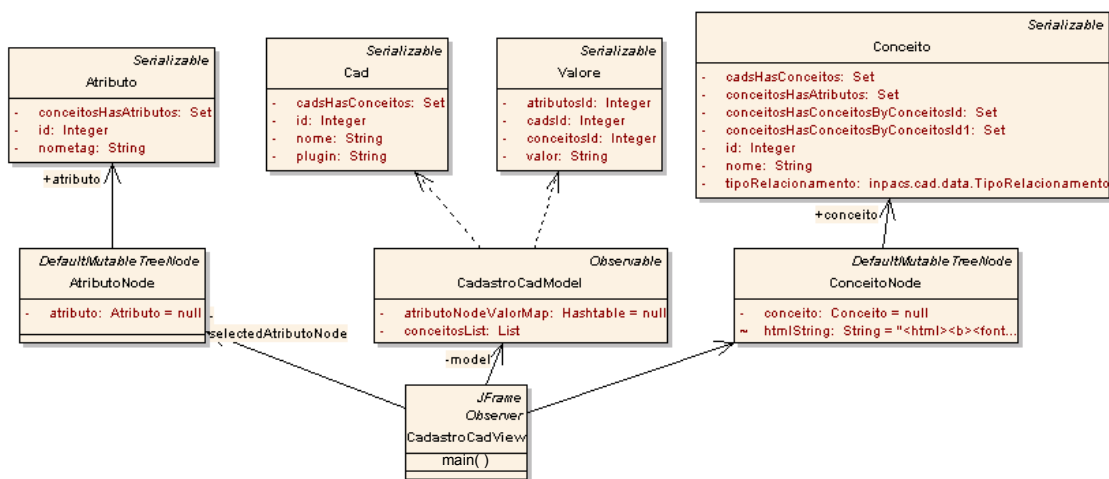 Serializable
Atributo
- conceitosHasAtributos: Set
- id: Integer
- nometag: String
Serializable
Cad
- cadsHasConceitos: Set
- id: Integer
- nome: String
- plugin: String
Serializable
Valore
- atributosId: Integer
- cadsId: Integer
- conceitosId: Integer
- valor: String
Serializable
Conceito
- cadsHasConceitos: Set
- conceitosHasAtributos: Set
- conceitosHasConceitosByConceitosId: Set
- conceitosHasConceitosByConceitosId1: Set
- id: Integer
- nome: String
- tipoRelacionamento: inpacs.cad.data.TipoRelacionamento
+atributo
+conceito
DefaultMutableTreeNode
AtributoNode
- atributo: Atributo = null
Observable
CadastroCadModel
- atributoNodeValorMap: Hashtable = null
- conceitosList: List
DefaultMutableTreeNode
ConceitoNode
- conceito: Conceito = null
~ htmlString: String = "<html><b><font...
-
selectedAtributoNode
-model
JFrame
Observer
CadastroCadView
main( )